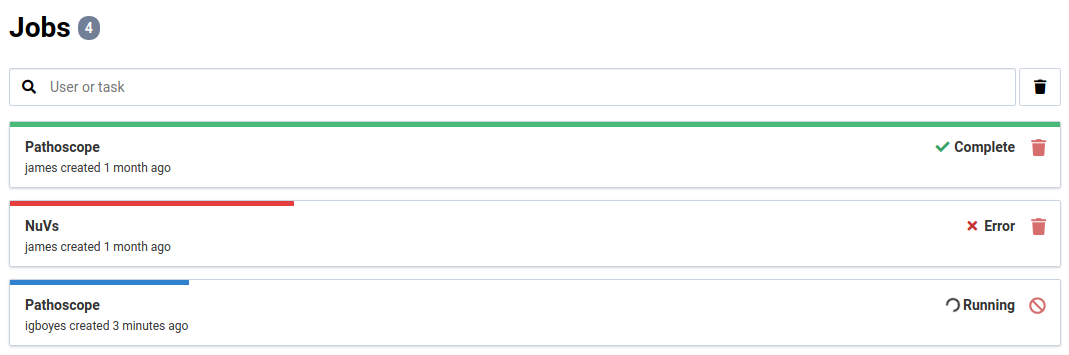 Jobs 4
User or task
Pathoscope Complete
james created 1 month ago
NuVs Error
james created 1 month ago
Pathoscope Running
igboyes created 3 minutes ago